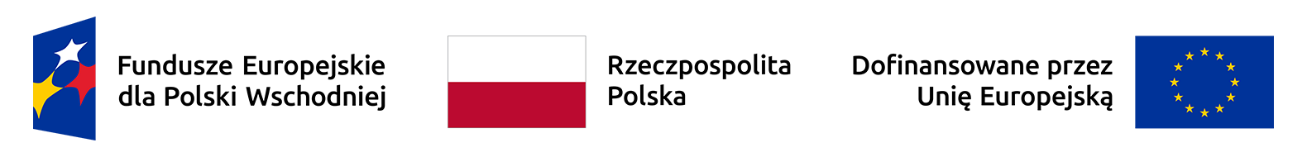 Fundusze Europejskie
dla Polski Wschodniej
Rzeczpospolita
Polska
Dofinansowane przez
Unię Europejską